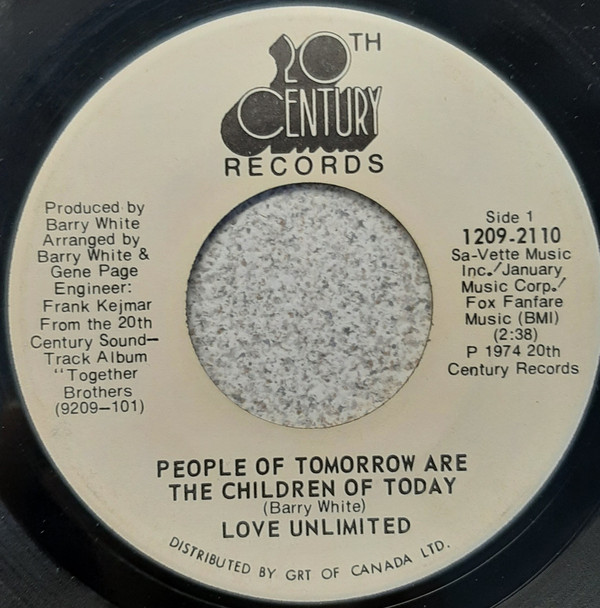 20TH
CENTURY
RECORDS
Produced by
Barry White
Arranged by
Barry White &
Gene Page
Engineer:
Frank Kejmar
From the 20th
Century Sound-
Track Album
"Together
Brothers
(9209-101)
Side 1
1209-2110
Sa-Vette Music
Inc./January
Music Corp./
Fox Fanfare
Music (BMI)
(2:38)
P 1974 20th
Century Records
PEOPLE OF TOMORROW ARE
THE CHILDREN OF TODAY
(Barry White)
LOVE UNLIMITED
DISTRIBUTED BY GRT OF CANADA LTD.